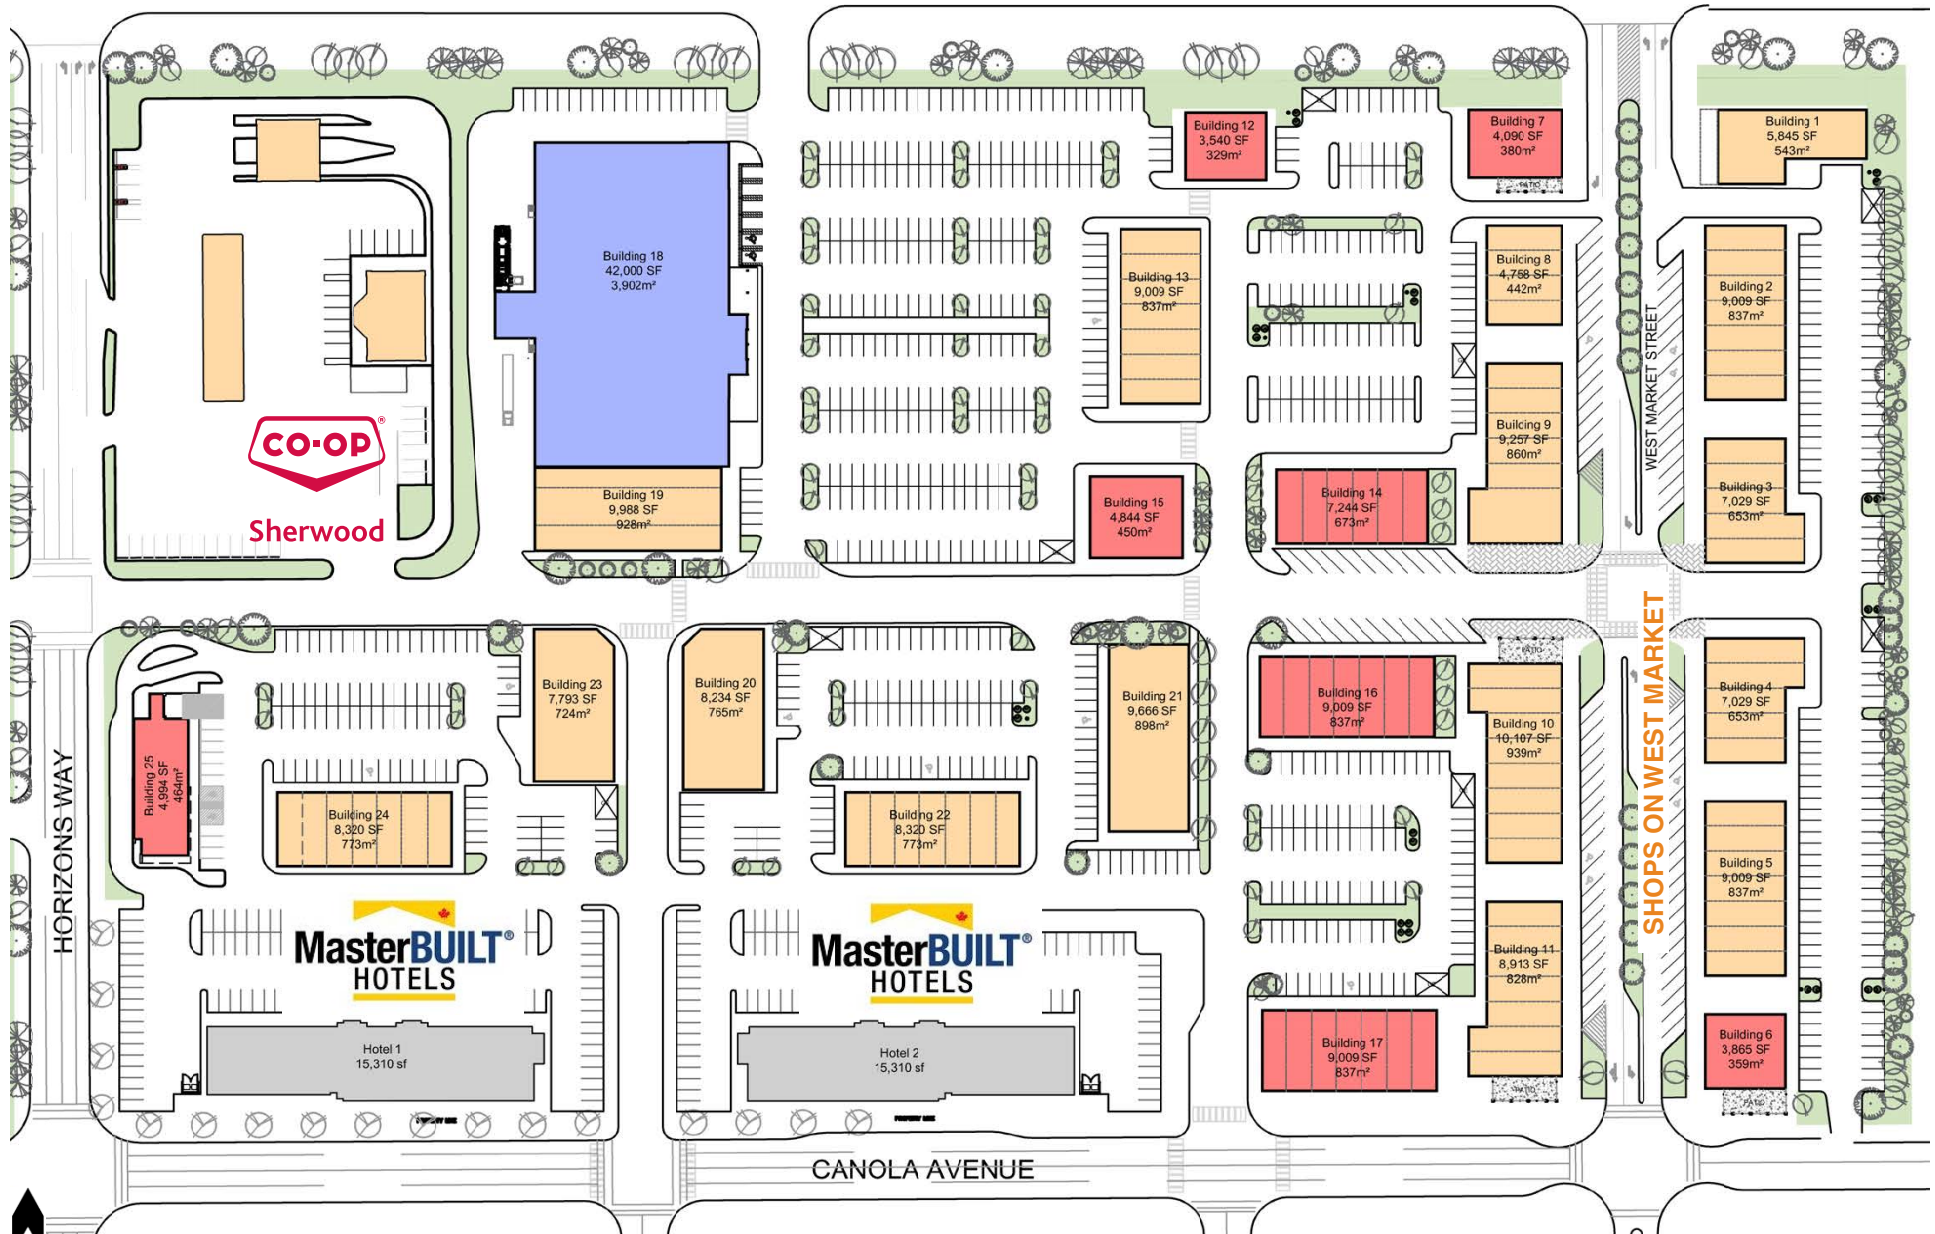 Building 12
3,540 SF
329m²
Building 7
4,090 SF
380m²
PATIO
Building 1
5,845 SF
543m²
Building 18
42,000 SF
3,902m²
Building 13
9,009 SF
837m²
Building 8
4,758 SF
442m²
Building 2
9,009 SF
837m²
WEST MARKET STREET
CO-OP®
Sherwood
Building 19
9,988 SF
928m²
Building 15
4,844 SF
450m²
Building 14
7,244 SF
673m²
Building 9
9,257 SF
860m²
Building 3
7,029 SF
653m²
Building 23
7,793 SF
724m²
Building 20
8,234 SF
765m²
Building 21
9,666 SF
898m²
Building 16
9,009 SF
837m²
PATIO
Building 10
10,107 SF
939m²
SHOPS ON WEST MARKET
Building 4
7,029 SF
653m²
HORIZONS WAY
Building 25
4,994 SF
464m²
Building 24
8,320 SF
773m²
Building 22
8,320 SF
773m²
Building 5
9,009 SF
837m²
MasterBUILT®
HOTELS
MasterBUILT®
HOTELS
Building 11
8,913 SF
828m²
Hotel 1
15,310 sf
Hotel 2
15,310 sf
Building 17
9,009 SF
837m²
PATIO
Building 6
3,865 SF
359m²
PATIO
PROPERTY LINE
CANOLA AVENUE